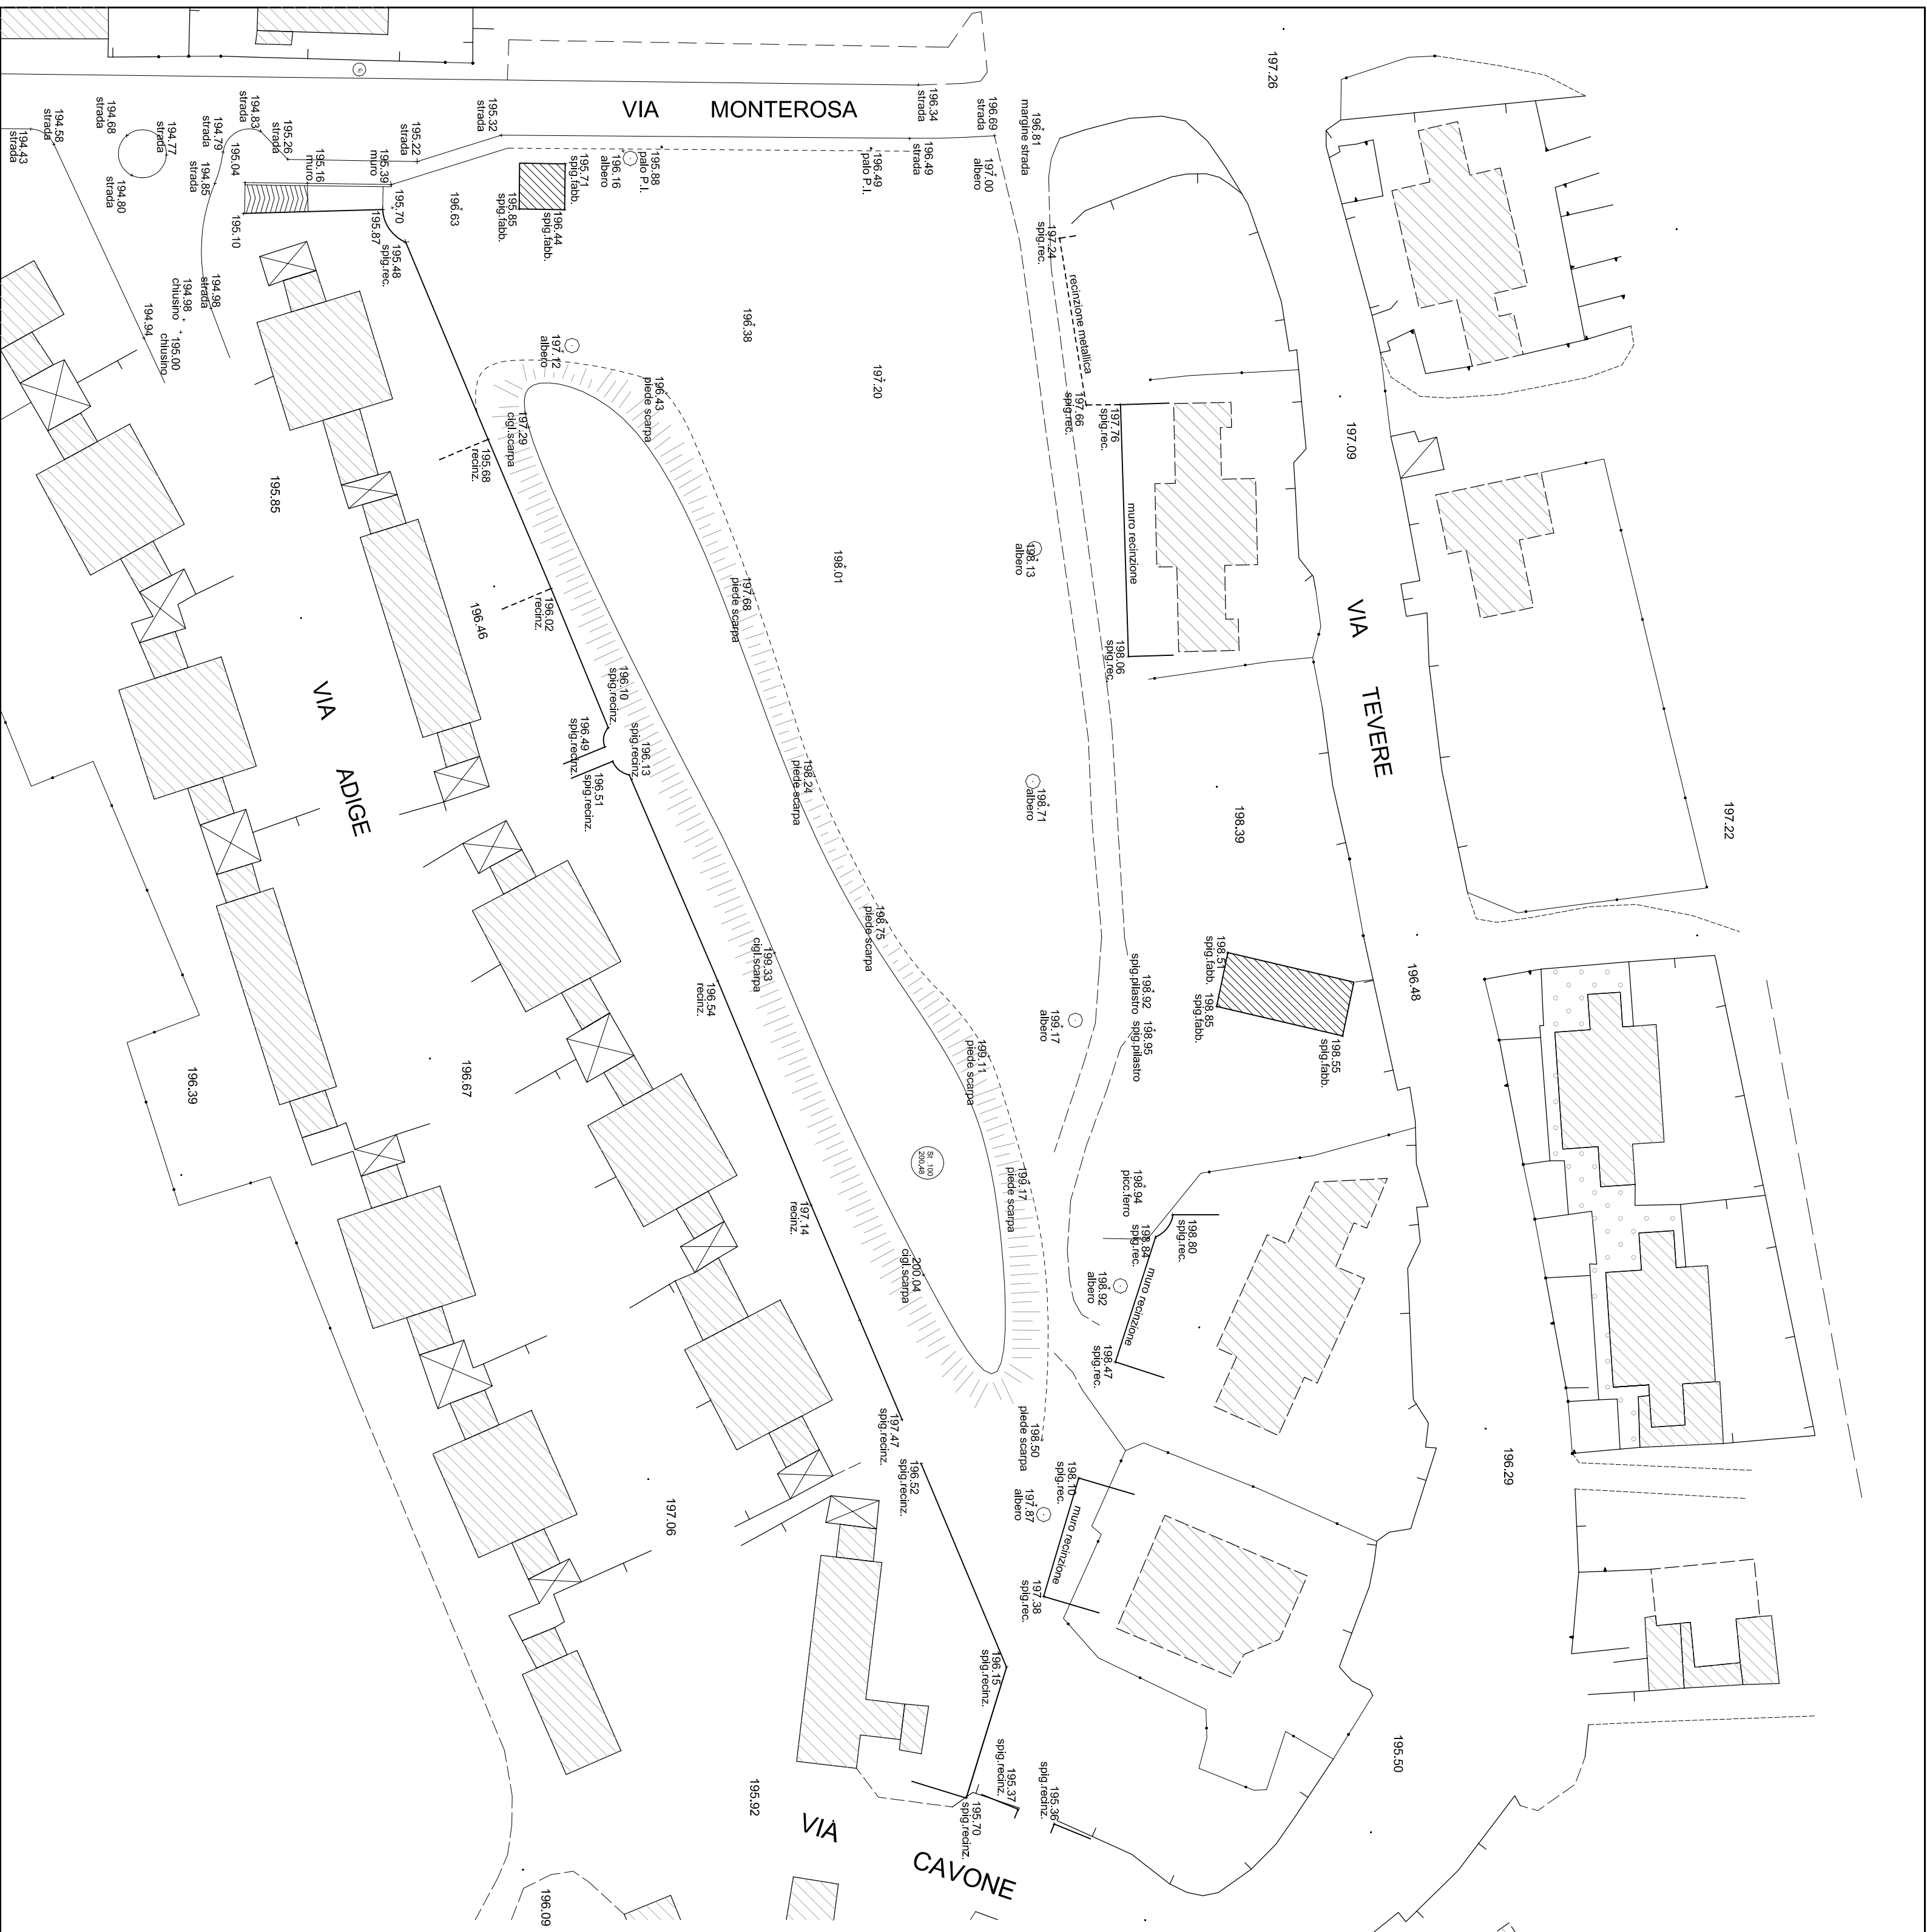 VIA MONTEROSA
197.26
196.34
strada
196.69
strada
196.81
margine strada
194.43
strada
194.58
strada
194.68
strada
194.77
strada
194.80
strada
194.79
strada
194.85
strada
194.83
strada
195.26
strada
195.04
195.10
195.16
muro
195.39
muro
195.22
strada
195.32
strada
195.70
195.87
195.48
spig.rec.
196.63
195.71
spig.fabb.
195.85
spig.fabb.
196.44
spig.fabb.
196.16
albero
195.88
palo P.I.
196.49
palo P.I.
196.49
strada
197.00
albero
197.24
spig.rec.
recinzione metallica
194.98
strada
194.98
chiusino
195.00
chiusino
194.94
196.38
197.12
albero
196.43
piede scarpa
197.20
197.66
spig.rec.
197.76
spig.rec.
197.09
197.29
cigl.scarpa
195.68
recinz.
195.85
muro recinzione
198.01
198.13
albero
197.68
piede scarpa
196.02
recinz.
196.46
198.06
spig.rec.
VIA
TEVERE
196.10
spig.recinz.
196.49
spig.recinz.
196.13
spig.recinz.
196.51
spig.recinz.
VIA
ADIGE
198.24
piede scarpa
198.71
albero
198.39
197.22
198.75
piede scarpa
199.33
cigl.scarpa
196.54
recinz.
198.51
spig.fabb.
198.85
spig.fabb.
198.55
spig.fabb.
198.92
spig.pilastro
198.95
spig.pilastro
196.48
199.17
albero
199.11
piede scarpa
196.39
196.67
St .100
200,48
199.17
piede scarpa
198.94
picc.ferro
198.84
spig.rec.
198.80
spig.rec.
197.14
recinz.
200.04
cigl.scarpa
198.92
albero
muro recinzione
198.47
spig.rec.
197.47
spig.recinz.
196.52
spig.recinz.
198.50
piede scarpa
198.10
spig.rec.
197.87
albero
muro recinzione
197.38
spig.rec.
196.29
197.06
196.15
spig.recinz.
195.37
spig.recinz.
195.36
spig.recinz.
195.70
spig.recinz.
195.50
195.92
VIA
CAVONE
196.09